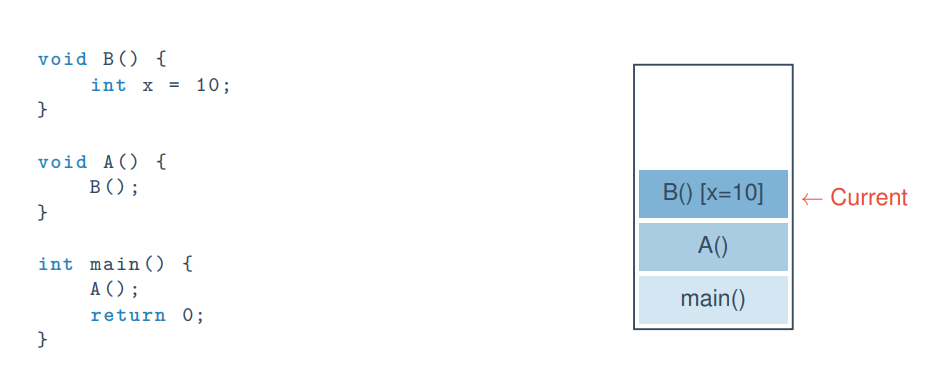 void B() {
    int x = 10;
}
void A() {
    B();
}
int main() {
    A();
    return 0;
}
B() [x=10]
← Current
A()
main()